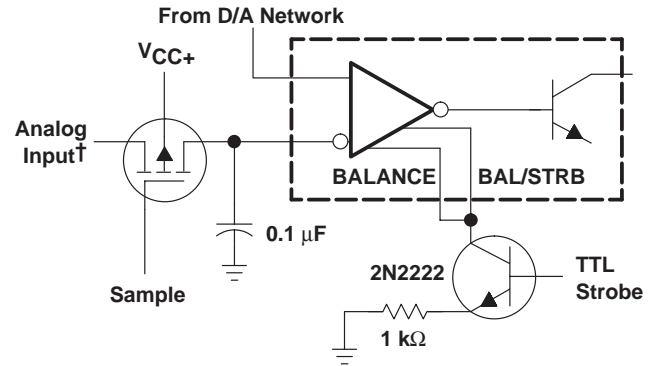 From D/A Network
VCC+
Analog
Input†
BALANCE
BAL/STRB
0.1 μF
2N2222
TTL
Strobe
Sample
1 kΩ